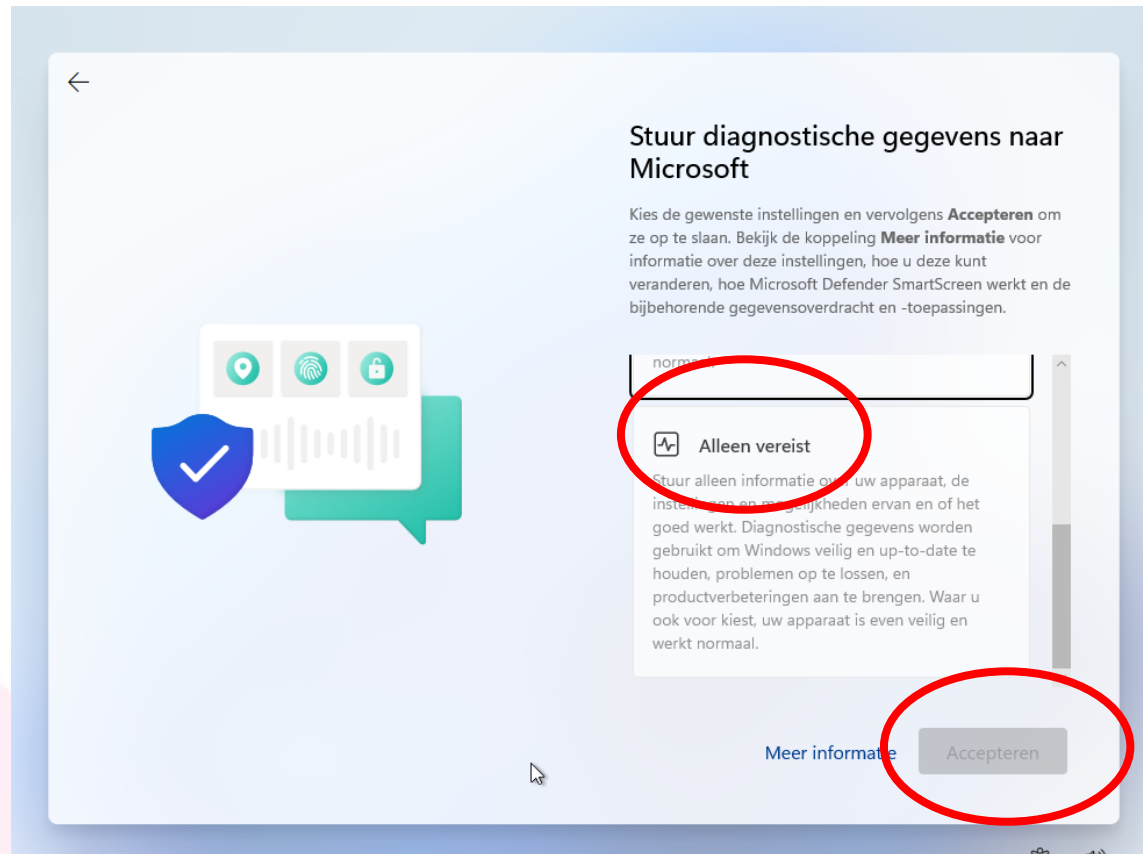 Stuur diagnostische gegevens naar
Microsoft
Kies de gewenste instellingen en vervolgens Accepteren om
ze op te slaan. Bekijk de koppeling Meer informatie voor
informatie over deze instellingen, hoe u deze kunt
veranderen, hoe Microsoft Defender SmartScreen werkt en de
bijbehorende gegevensoverdracht en -toepassingen.
normaal.
Alleen vereist
Stuur alleen informatie over uw apparaat, de
instellingen en mogelijkheden ervan en of het
goed werkt. Diagnostische gegevens worden
gebruikt om Windows veilig en up-to-date te
houden, problemen op te lossen, en
productverbeteringen aan te brengen. Waar u
ook voor kiest, uw apparaat is even veilig en
werkt normaal.
Meer informatie
Accepteren